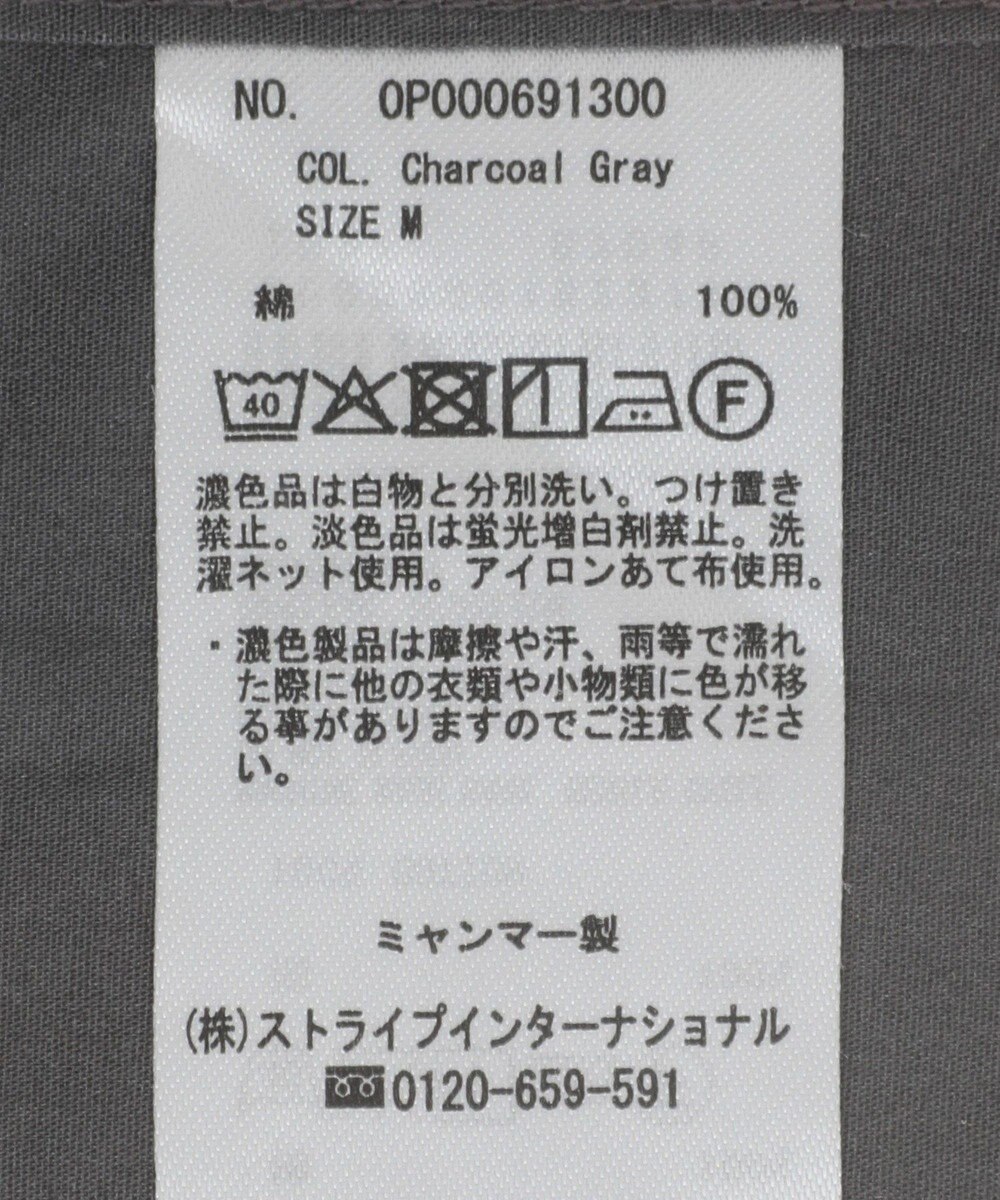 NO. OP000691300
COL. Charcoal Gray
SIZE M
綿 100%
40 F
濃色品は白物と分別洗い。つけ置き
禁止。淡色品は蛍光増白剤禁止。洗
濯ネット使用。アイロンあて布使用。
・濃色製品は摩擦や汗、雨等で濡れ
た際に他の衣類や小物類に色が移
る事がありますのでご注意くださ
い。
ミャンマー製
(株)ストライプインターナショナル
0120-659-591